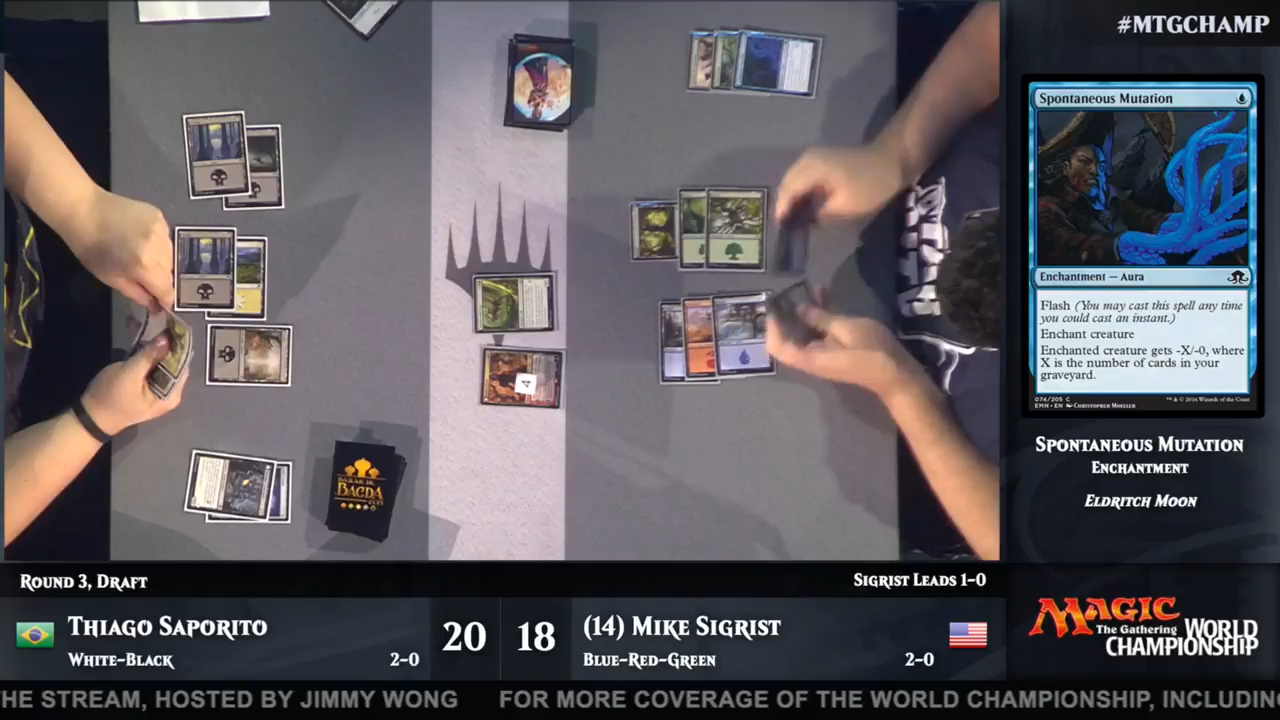 #MTGCHAMP
Spontaneous Mutation
Enchantment — Aura
Flash (You may cast this spell any time
you could cast an instant.)
Enchant creature
Enchanted creature gets -X/-0, where
X is the number of cards in your
graveyard.
074/205 C
EMN • EN Christopher Moeller
™ & © 2016 Wizards of the Coast
Spontaneous Mutation
Enchantment
Eldritch Moon
4
Bagda
Round 3, Draft
Sigrist Leads 1-0
Thiago Saporito
White-Black
2-0
20
18
(14) Mike Sigrist
Blue-Red-Green
2-0
Magic
The Gathering
World
Championship
HE STREAM, HOSTED BY JIMMY WONG
FOR MORE COVERAGE OF THE WORLD CHAMPIONSHIP, INCLUDING